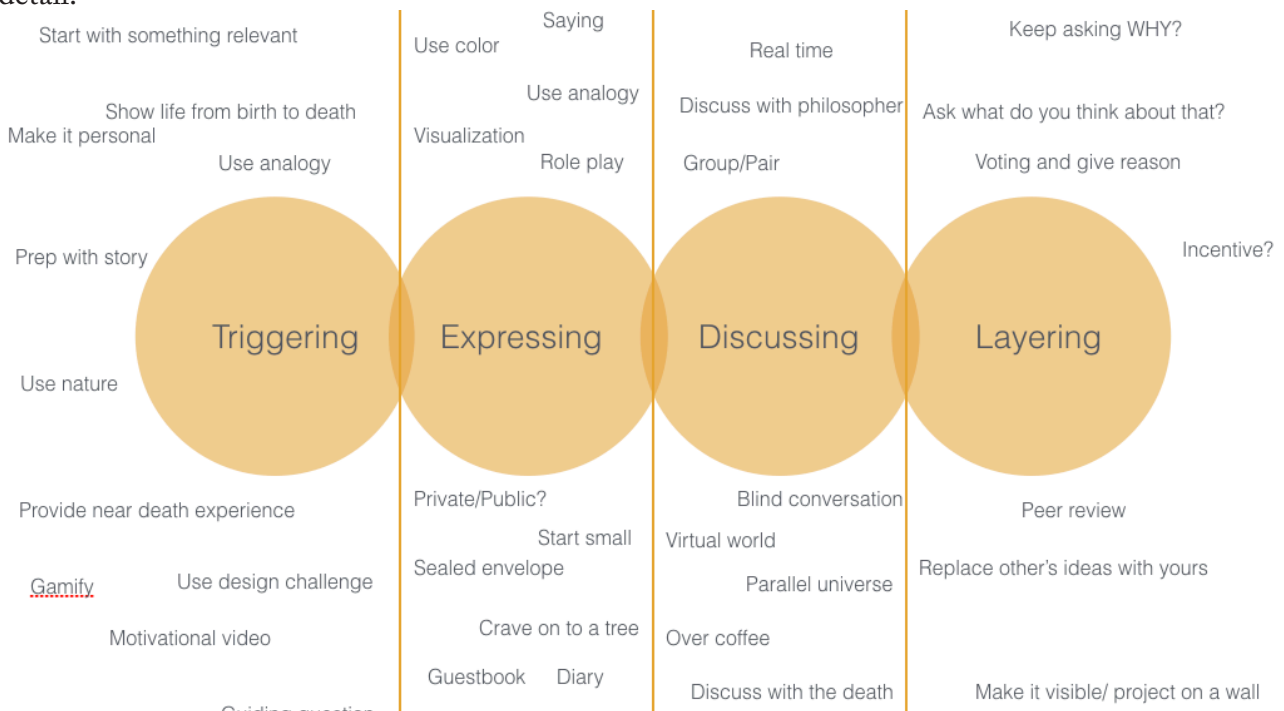 detail.
Start with something relevant
Show life from birth to death
Make it personal
Use analogy
Prep with story
Triggering
Use nature
Provide near death experience
Gamify
Use design challenge
Motivational video
Guiding question
Saying
Use color
Use analogy
Visualization
Role play
Expressing
Private/Public?
Start small
Sealed envelope
Crave on to a tree
Guestbook
Diary
Real time
Discuss with philosopher
Group/Pair
Discussing
Blind conversation
Virtual world
Parallel universe
Over coffee
Discuss with the death
Keep asking WHY?
Ask what do you think about that?
Voting and give reason
Incentive?
Layering
Peer review
Replace other’s ideas with yours
Make it visible/ project on a wall